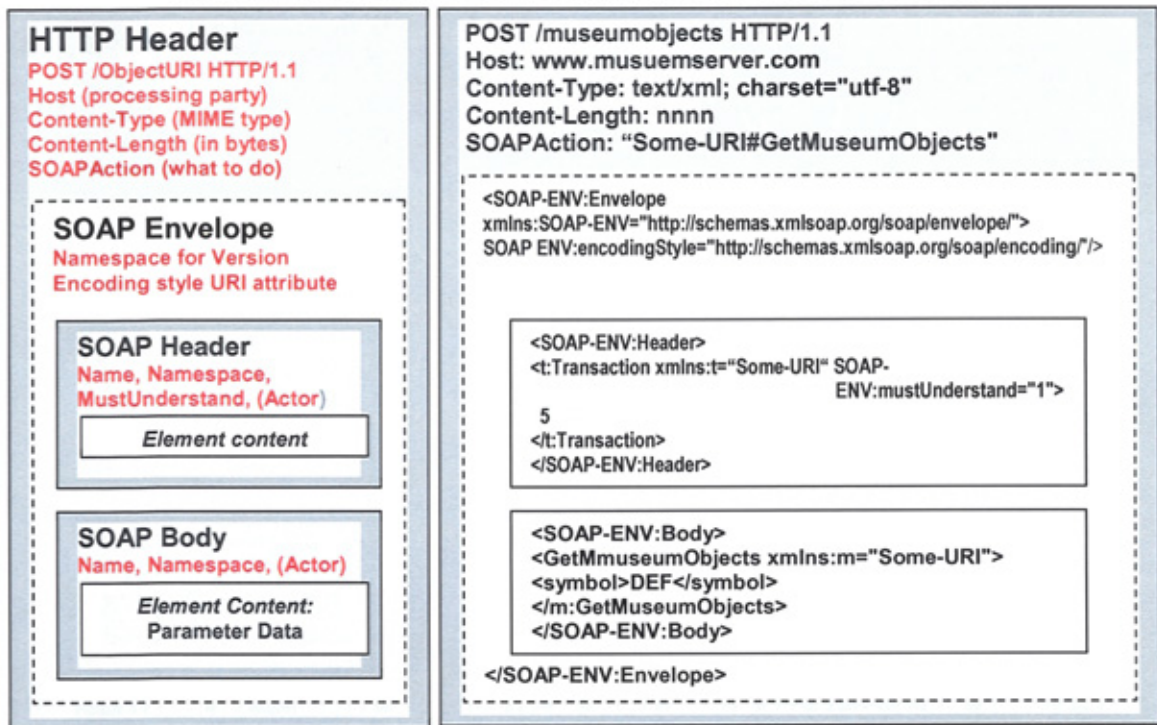 HTTP Header
POST /ObjectURI HTTP/1.1
Host (processing party)
Content-Type (MIME type)
Content-Length (in bytes)
SOAPAction (what to do)
SOAP Envelope
Namespace for Version
Encoding style URI attribute
SOAP Header
Name, Namespace,
MustUnderstand, (Actor)
Element content
SOAP Body
Name, Namespace, (Actor)
Element Content:
Parameter Data
POST /museumobjects HTTP/1.1
Host: www.musuemserver.com
Content-Type: text/xml; charset="utf-8"
Content-Length: nnnn
SOAPAction: “Some-URI#GetMuseumObjects"
<SOAP-ENV:Envelope
xmlns:SOAP-ENV="http://schemas.xmlsoap.org/soap/envelope/">
SOAP ENV:encodingStyle="http://schemas.xmlsoap.org/soap/encoding/"/>
<SOAP-ENV:Header>
<t:Transaction xmlns:t=“Some-URI“ SOAP-
ENV:mustUnderstand="1">
5
</t:Transaction>
</SOAP-ENV:Header>
<SOAP-ENV:Body>
<GetMmuseumObjects xmlns:m="Some-URI">
<symbol>DEF</symbol>
</m:GetMuseumObjects>
</SOAP-ENV:Body>
</SOAP-ENV:Envelope>